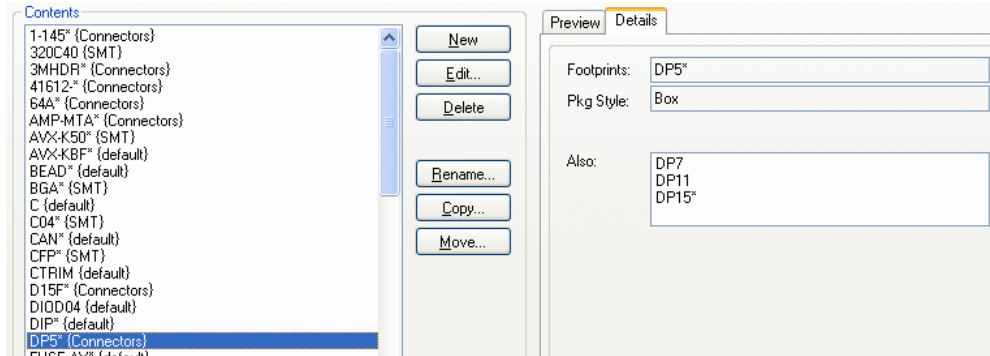 Contents
1-145* {Connectors}
320C40 {SMT}
3MHDR* {Connectors}
41612-* {Connectors}
64A* {Connectors}
AMP-MTA* {Connectors}
AVX-K50* {SMT}
AVX-KBF* {default}
BEAD* {default}
BGA* {SMT}
C {default}
C04* {SMT}
CAN* {default}
CFP* {SMT}
CTRIM {default}
D15F* {Connectors}
DIOD04 {default}
DIP* {default}
DP5* {Connectors}
FUSE-AX* {default}
New
Edit...
Delete
Rename...
Copy...
Move...
Preview Details
Footprints: DP5*
Pkg Style: Box
Also: DP7
DP11
DP15*